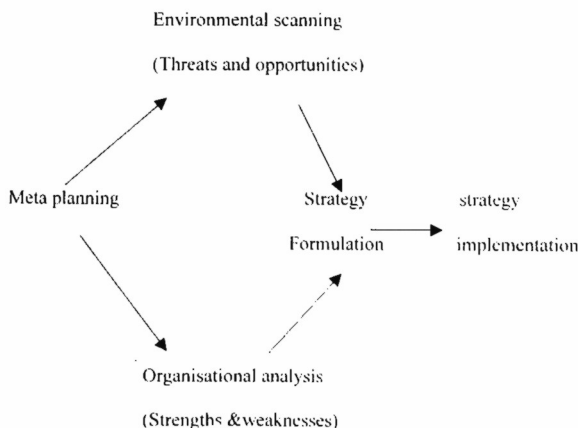 Environmental scanning
(Threats and opportunities)
Meta planning
Strategy
Formulation
strategy
implementation
Organisational analysis
(Strengths &weaknesses)